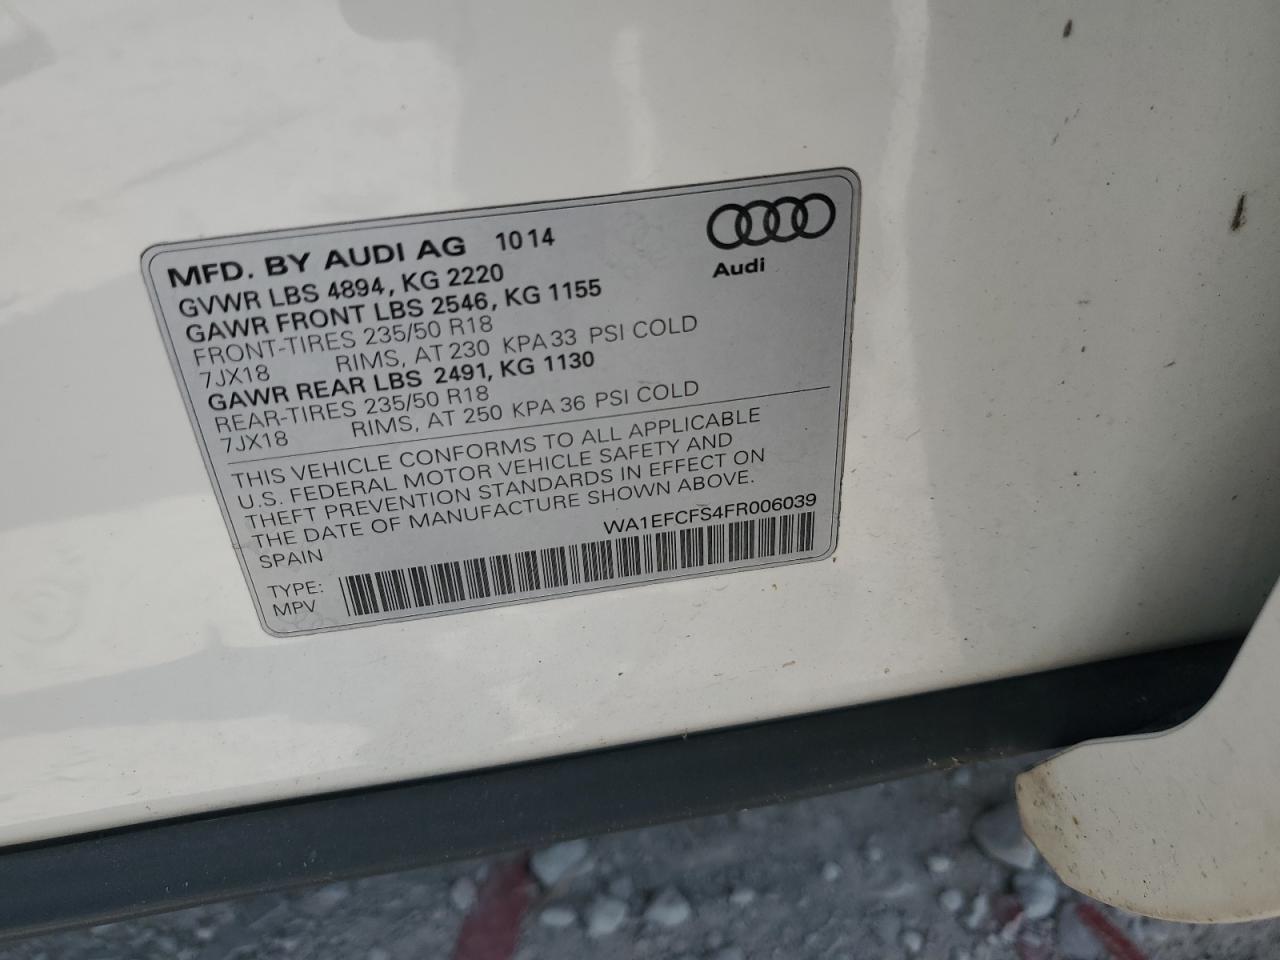 MFD. BY AUDI AG 1014
Audi
GVWR LBS 4894, KG 2220
GAWR FRONT LBS 2546, KG 1155
FRONT-TIRES 235/50 R18
7JX18 RIMS, AT 230 KPA 33 PSI COLD
GAWR REAR LBS 2491, KG 1130
REAR-TIRES 235/50 R18
7JX18 RIMS, AT 250 KPA 36 PSI COLD
THIS VEHICLE CONFORMS TO ALL APPLICABLE
U.S. FEDERAL MOTOR VEHICLE SAFETY AND
THEFT PREVENTION STANDARDS IN EFFECT ON
THE DATE OF MANUFACTURE SHOWN ABOVE.
SPAIN WA1EFCFS4FR006039
TYPE:
MPV